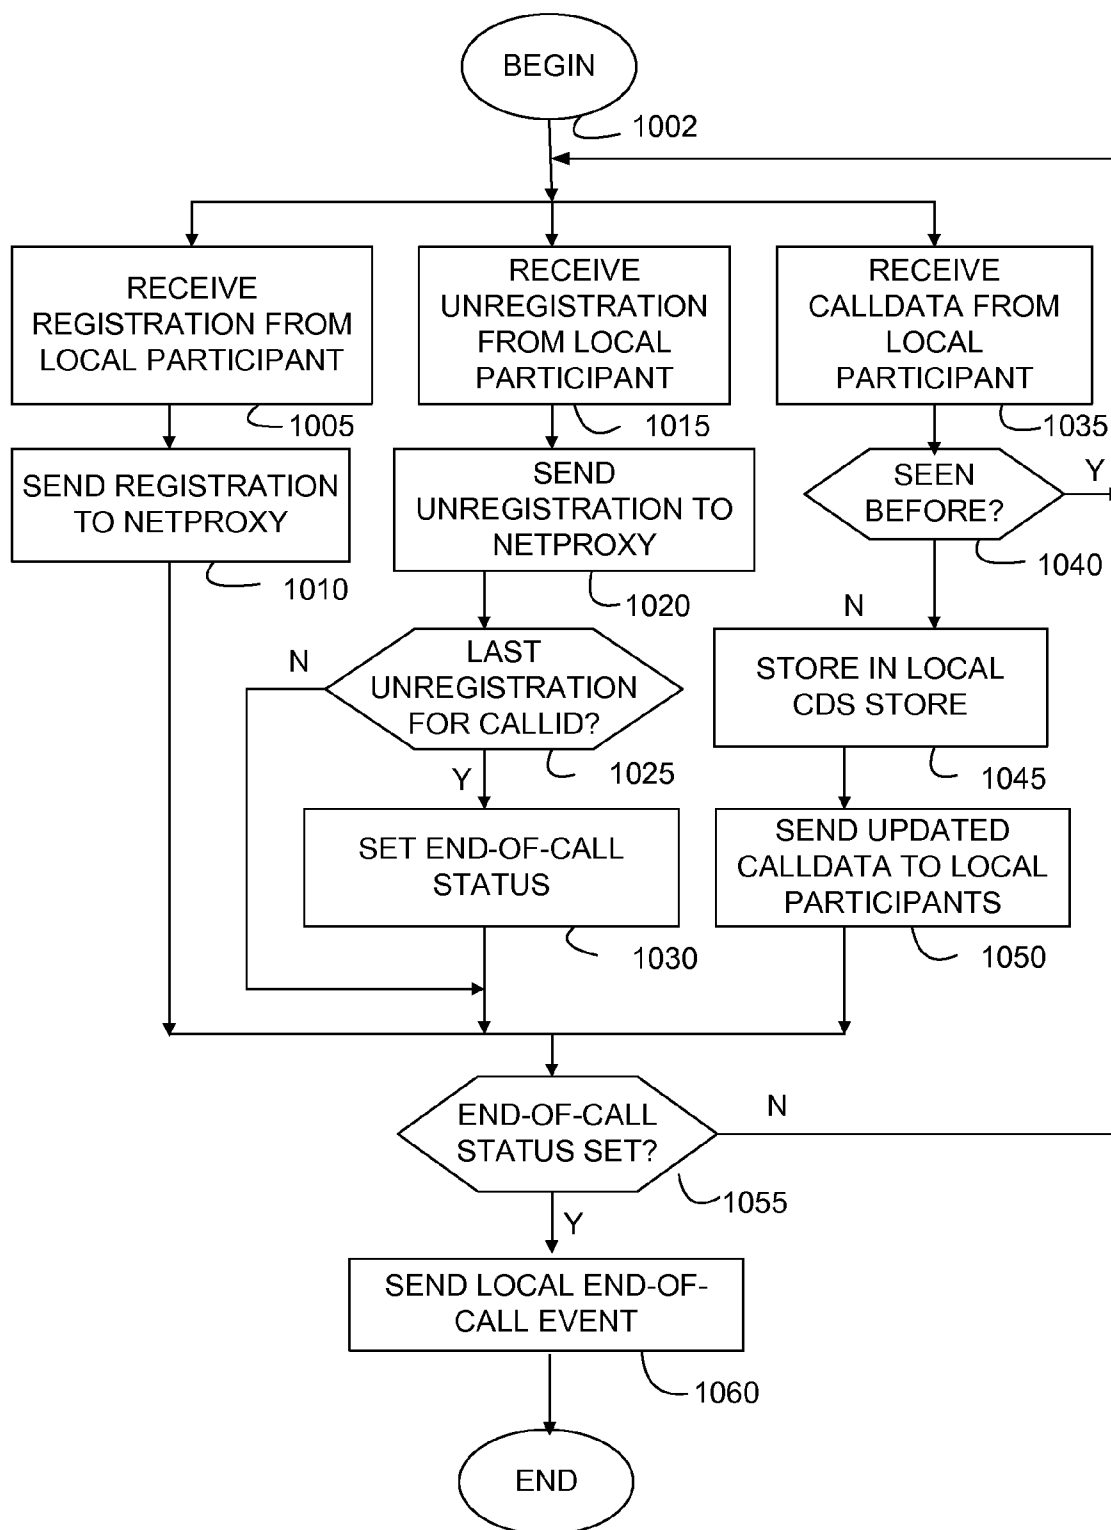 BEGIN
1002
RECEIVE
REGISTRATION FROM
LOCAL PARTICIPANT
1005
RECEIVE
UNREGISTRATION
FROM LOCAL
PARTICIPANT
1015
RECEIVE
CALLDATA FROM
LOCAL
PARTICIPANT
1035
SEND REGISTRATION
TO NETPROXY
1010
SEND
UNREGISTRATION TO
NETPROXY
1020
SEEN
BEFORE?
Y
1040
N
LAST
UNREGISTRATION
FOR CALLID?
N
1025
Y
STORE IN LOCAL
CDS STORE
1045
SET END-OF-CALL
STATUS
1030
SEND UPDATED
CALLDATA TO LOCAL
PARTICIPANTS
1050
END-OF-CALL
STATUS SET?
N
1055
Y
SEND LOCAL END-OF-
CALL EVENT
1060
END